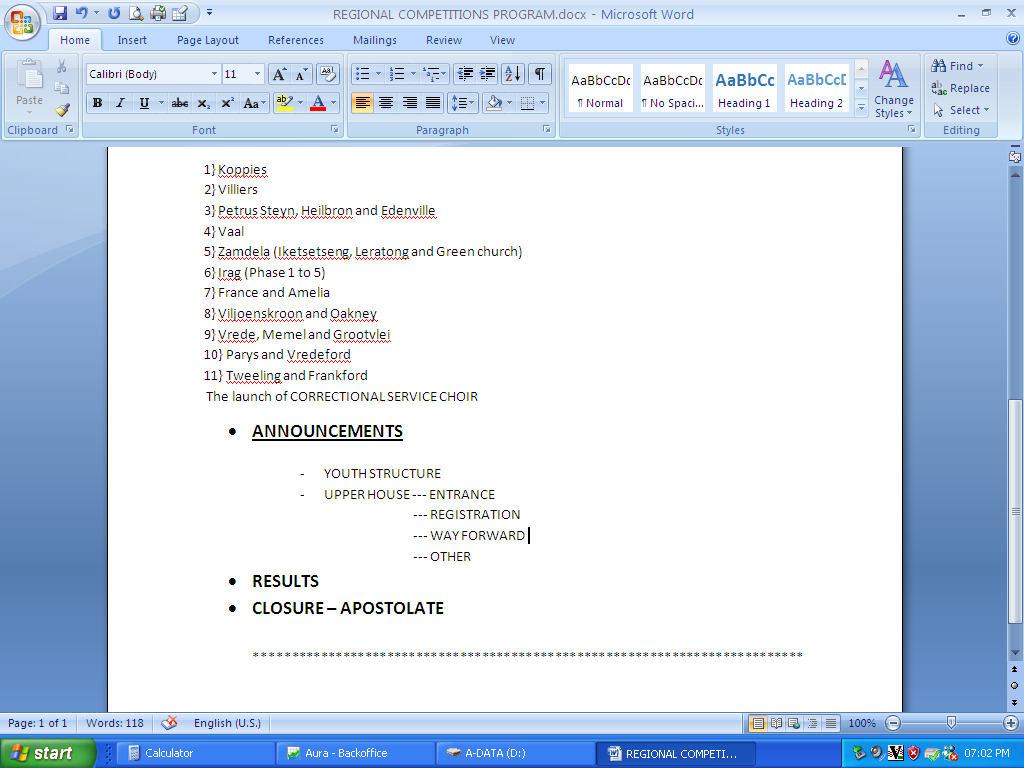 REGIONAL COMPETITIONS PROGRAM.docx - Microsoft Word
Home Insert Page Layout References Mailings Review View
Paste
Clipboard
Calibri (Body) 11
B I U abc X₂ X² Aa ab A
Font
Paragraph
AaBbCcDc AaBbCcDc AaBbCc AaBbCcD
¶ Normal ¶ No Spaci... Heading 1 Heading 2
Change Styles
Styles
Find
Replace
Select
Editing
1} Koppies
2} Villiers
3} Petrus Steyn, Heilbron and Edenville
4} Vaal
5} Zamdela (Iketsetseng, Leratong and Green church)
6} Irag (Phase 1 to 5)
7} France and Amelia
8} Viljoenskroon and Oakney
9} Vrede, Memel and Grootvlei
10} Parys and Vredeford
11} Tweeling and Frankford
The launch of CORRECTIONAL SERVICE CHOIR
• ANNOUNCEMENTS
- YOUTH STRUCTURE
- UPPER HOUSE --- ENTRANCE
--- REGISTRATION
--- WAY FORWARD
--- OTHER
• RESULTS
• CLOSURE – APOSTOLATE
**********************************************************************
Page: 1 of 1 Words: 118 English (U.S.) 100%
start Calculator Aura - Backoffice A-DATA (D:) REGIONAL COMPETI... 07:02 PM